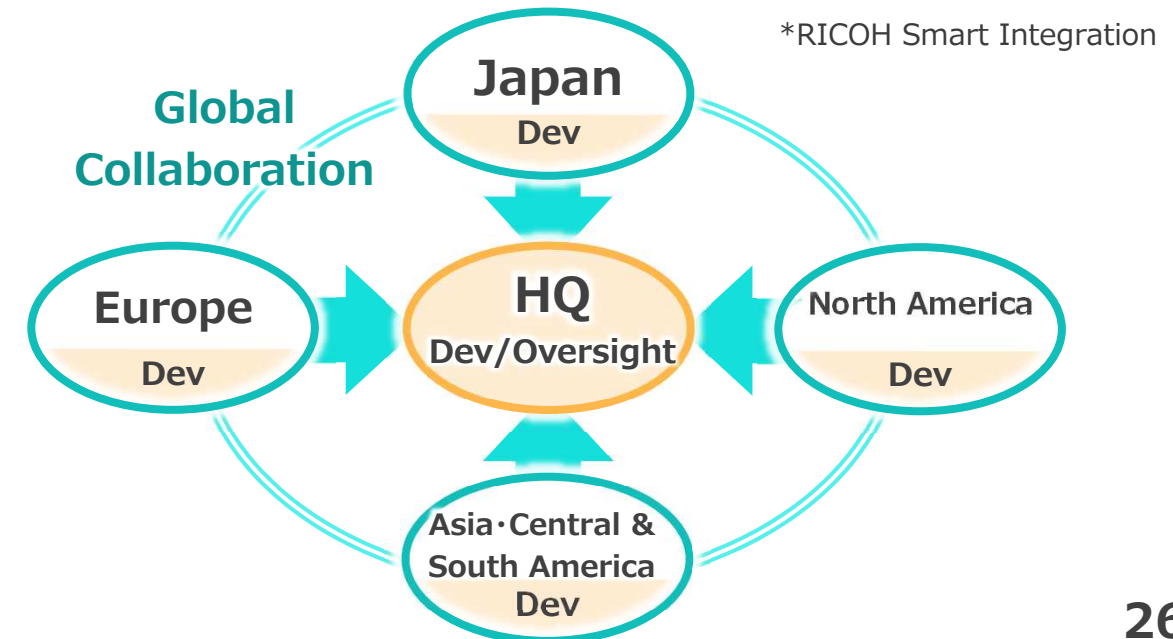 *RICOH Smart Integration
Japan
Dev
Global
Collaboration
Europe
Dev
HQ
Dev/Oversight
North America
Dev
Asia･Central &
South America
Dev
26